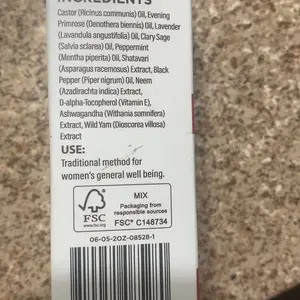 INGREDIENTS
Castor (Ricinus communis) Oil, Evening
Primrose (Oenothera biennis) Oil, Lavender
(Lavandula angustifolia) Oil, Clary Sage
(Salvia sclarea) Oil, Peppermint
(Mentha piperita) Oil, Shatavari
(Asparagus racemosus) Extract, Black
Pepper (Piper nigrum) Oil, Neem
(Azadirachta indica) Extract,
D-alpha-Tocopherol (Vitamin E),
Ashwagandha (Withania somnifera)
Extract, Wild Yam (Dioscorea villosa)
Extract
USE:
Traditional method for
women's general well being.
FSC
www.fsc.org
MIX
Packaging from
responsible sources
FSC® C148734
06-05-2OZ-08528-1